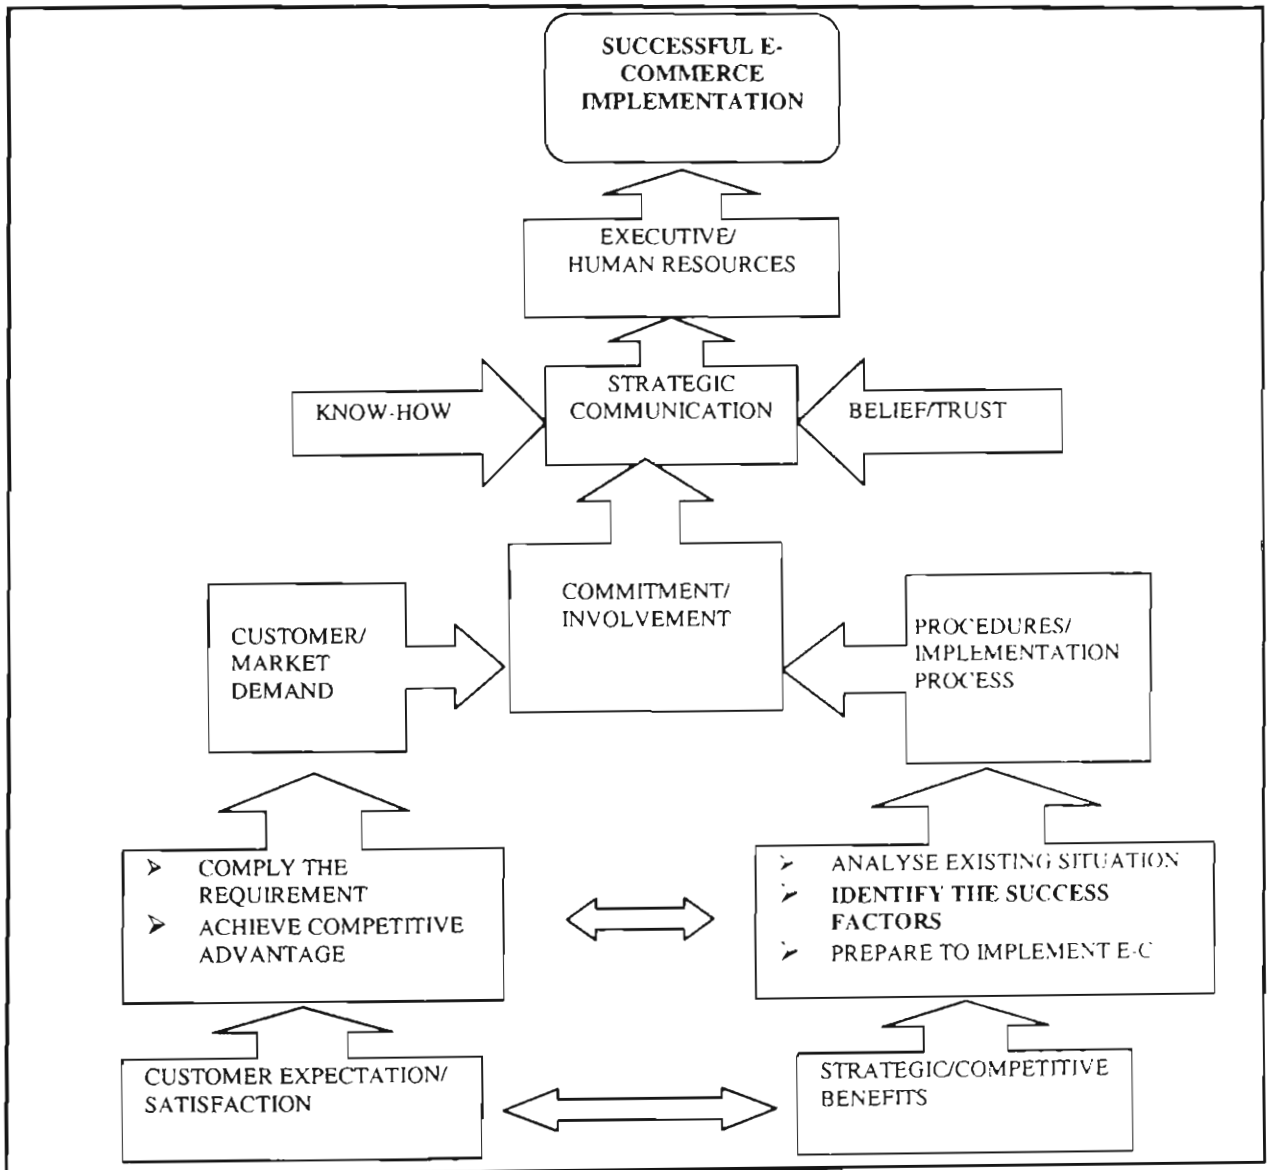 SUCCESSFUL E-
COMMERCE
IMPLEMENTATION
EXECUTIVE/
HUMAN RESOURCES
STRATEGIC
COMMUNICATION
KNOW-HOW
BELIEF/TRUST
COMMITMENT/
INVOLVEMENT
CUSTOMER/
MARKET
DEMAND
PROCEDURES/
IMPLEMENTATION
PROCESS
COMPLY THE
REQUIREMENT
ACHIEVE COMPETITIVE
ADVANTAGE
ANALYSE EXISTING SITUATION
IDENTIFY THE SUCCESS
FACTORS
PREPARE TO IMPLEMENT E-C
CUSTOMER EXPECTATION/
SATISFACTION
STRATEGIC/COMPETITIVE
BENEFITS